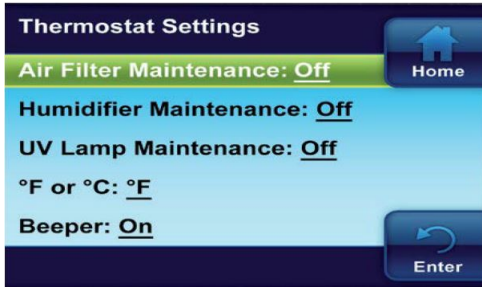 Thermostat Settings
Air Filter Maintenance: Off
Home
Humidifier Maintenance: Off
UV Lamp Maintenance: Off
°F or °C: °F
Beeper: On
Enter